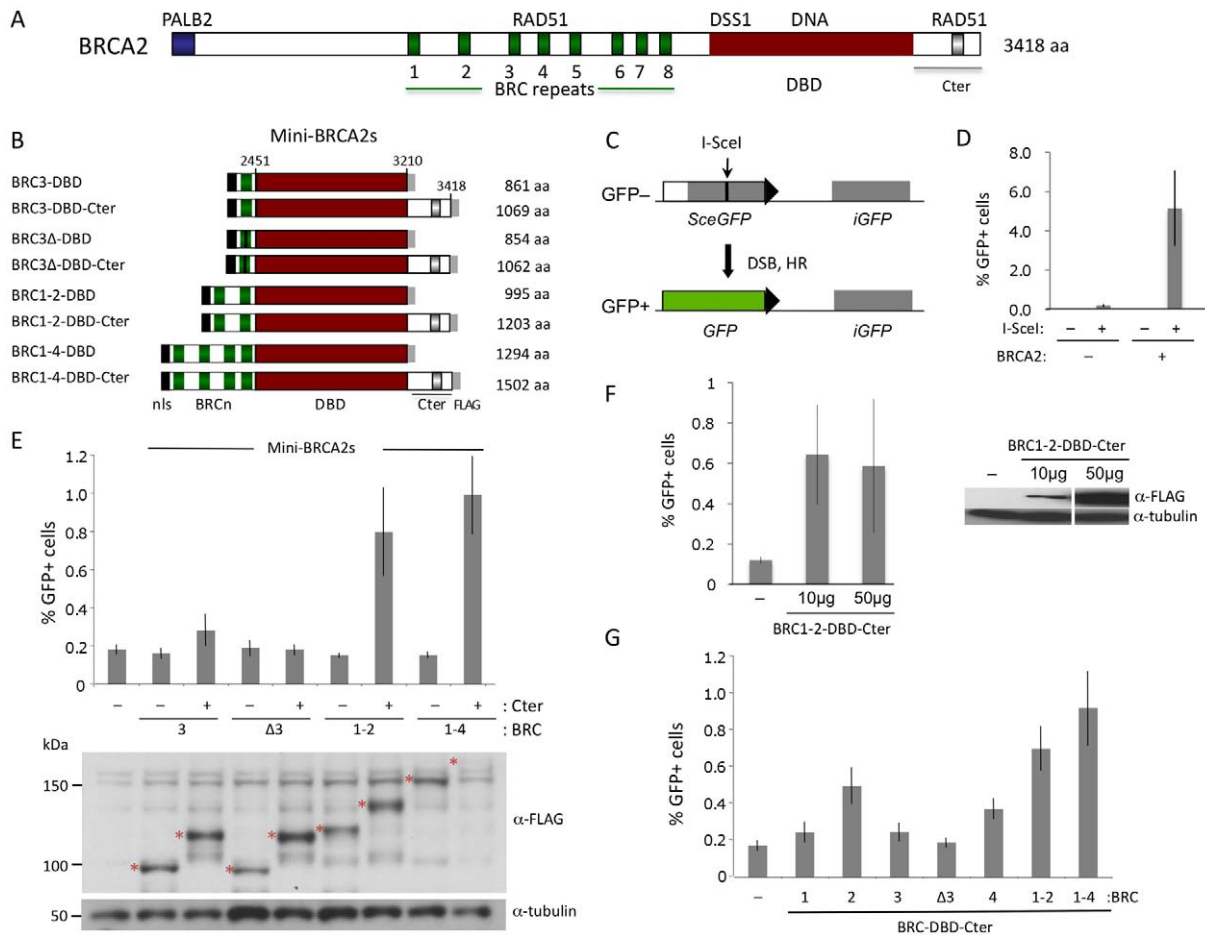 A
PALB2 RAD51 DSS1 DNA RAD51
BRCA2 3418 aa
1 2 3 4 5 6 7 8
BRC repeats DBD Cter
B
Mini-BRCA2s
2451 3210
BRC3-DBD 861 aa
3418
BRC3-DBD-Cter 1069 aa
BRC3Δ-DBD 854 aa
BRC3Δ-DBD-Cter 1062 aa
BRC1-2-DBD 995 aa
BRC1-2-DBD-Cter 1203 aa
BRC1-4-DBD 1294 aa
BRC1-4-DBD-Cter 1502 aa
nls BRCn DBD Cter FLAG
C
I-SceI
GFP–
SceGFP iGFP
DSB, HR
GFP+
GFP iGFP
D
% GFP+ cells
8.0
6.0
4.0
2.0
0.0
I-SceI: – + – +
BRCA2: – +
E
Mini-BRCA2s
% GFP+ cells
1.2
1.0
0.8
0.6
0.4
0.2
0
– – + – + – + – + : Cter
3 Δ3 1-2 1-4 : BRC
kDa
150
100
50
* * * * * * * *
α-FLAG
α-tubulin
F
% GFP+ cells
1
0.8
0.6
0.4
0.2
0
– 10µg 50µg
BRC1-2-DBD-Cter
BRC1-2-DBD-Cter
– 10µg 50µg
α-FLAG
α-tubulin
G
% GFP+ cells
1.2
1.0
0.8
0.6
0.4
0.2
0
– 1 2 3 Δ3 4 1-2 1-4 :BRC
BRC-DBD-Cter